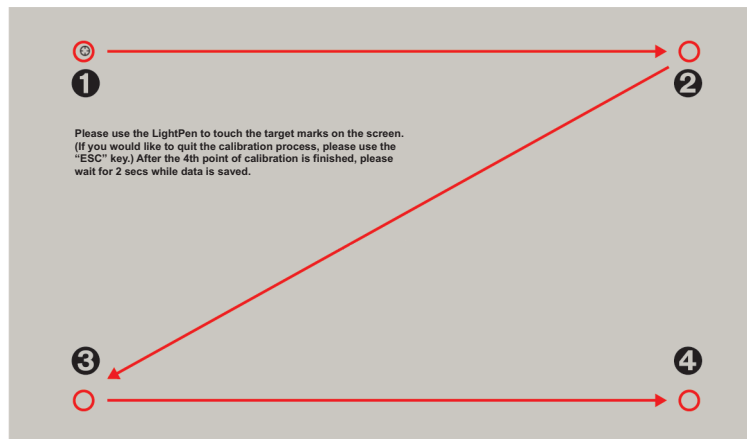 1
2
Please use the LightPen to touch the target marks on the screen.
(If you would like to quit the calibration process, please use the
“ESC” key.) After the 4th point of calibration is finished, please
wait for 2 secs while data is saved.
3
4